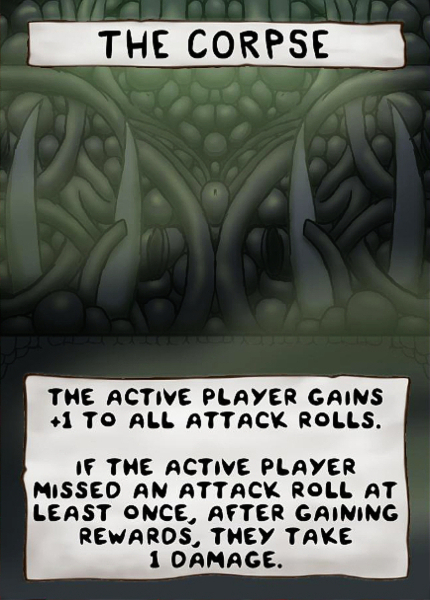 THE CORPSE
THE ACTIVE PLAYER GAINS
+1 TO ALL ATTACK ROLLS.
IF THE ACTIVE PLAYER
MISSED AN ATTACK ROLL AT
LEAST ONCE, AFTER GAINING
REWARDS, THEY TAKE
1 DAMAGE.